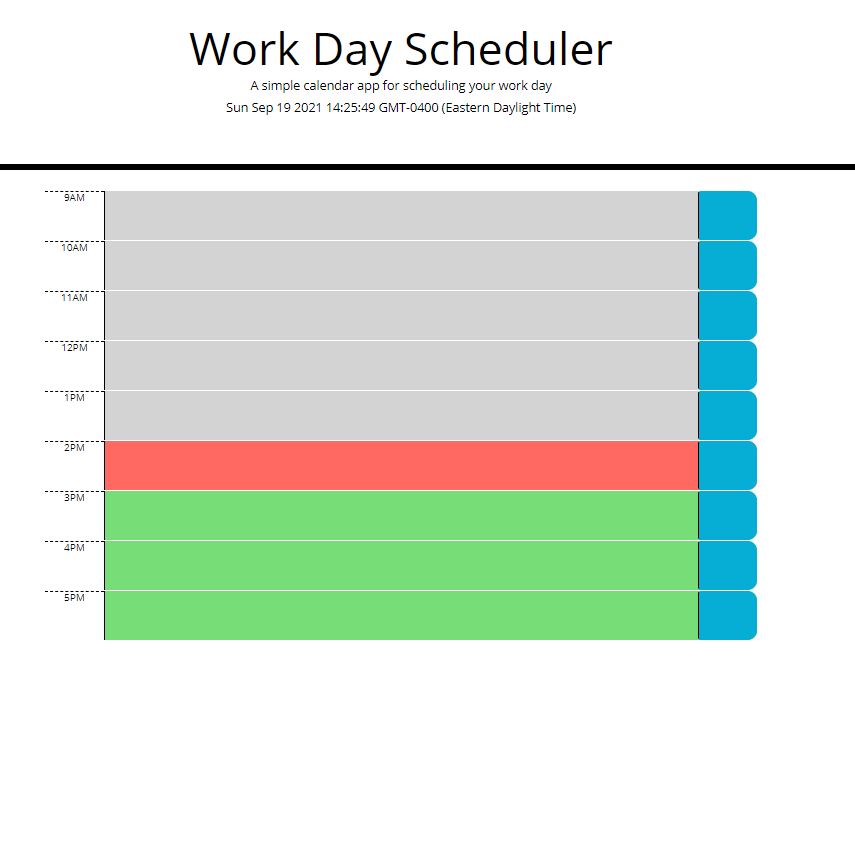 Work Day Scheduler
A simple calendar app for scheduling your work day
Sun Sep 19 2021 14:25:49 GMT-0400 (Eastern Daylight Time)
9AM
10AM
11AM
12PM
1PM
2PM
3PM
4PM
5PM